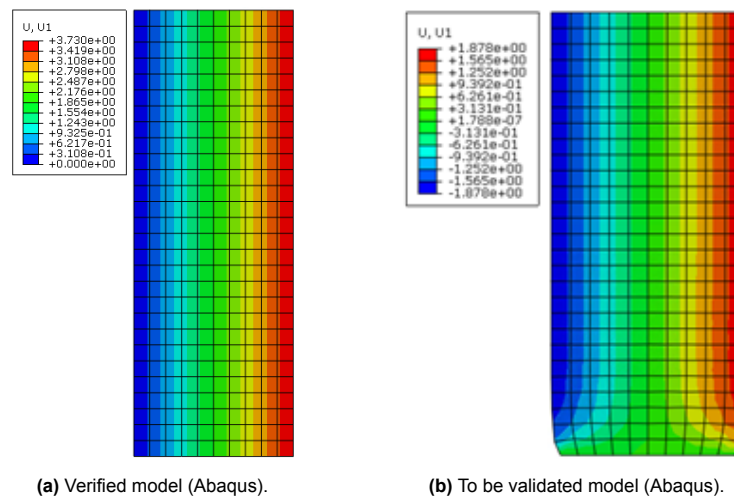 U, U1
+3.730e+00
+3.419e+00
+3.108e+00
+2.798e+00
+2.487e+00
+2.176e+00
+1.865e+00
+1.554e+00
+1.243e+00
+9.325e-01
+6.217e-01
+3.108e-01
+0.000e+00
U, U1
+1.878e+00
+1.565e+00
+1.252e+00
+9.392e-01
+6.261e-01
+3.131e-01
+1.788e-07
-3.131e-01
-6.261e-01
-9.392e-01
-1.252e+00
-1.565e+00
-1.878e+00
(a) Verified model (Abaqus).
(b) To be validated model (Abaqus).